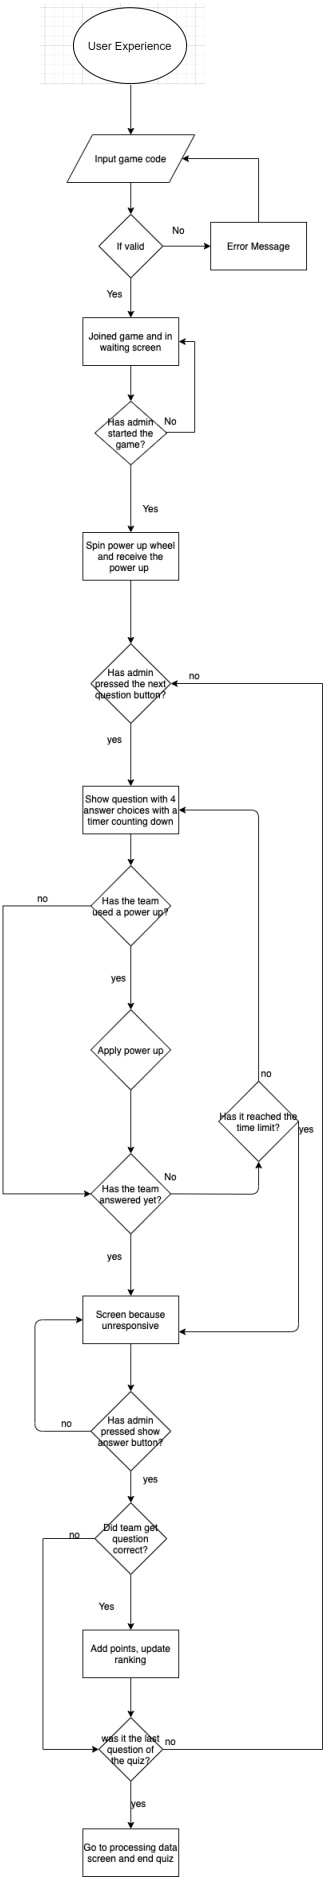 User Experience
Input game code
If valid
No
Error Message
Yes
Joined game and in
waiting screen
Has admin
started the
game?
No
Yes
Spin power up wheel
and receive the
power up
Has admin
pressed the next
question button?
no
yes
Show question with 4
answer choices with a
timer counting down
Has the team
used a power up?
no
yes
Apply power up
no
Has it reached the
time limit?
yes
Has the team
answered yet?
No
yes
Screen because
unresponsive
Has admin
pressed show
answer button?
no
yes
Did team get
question
correct?
no
Yes
Add points, update
ranking
was it the last
question of
the quiz?
no
yes
Go to processing data
screen and end quiz